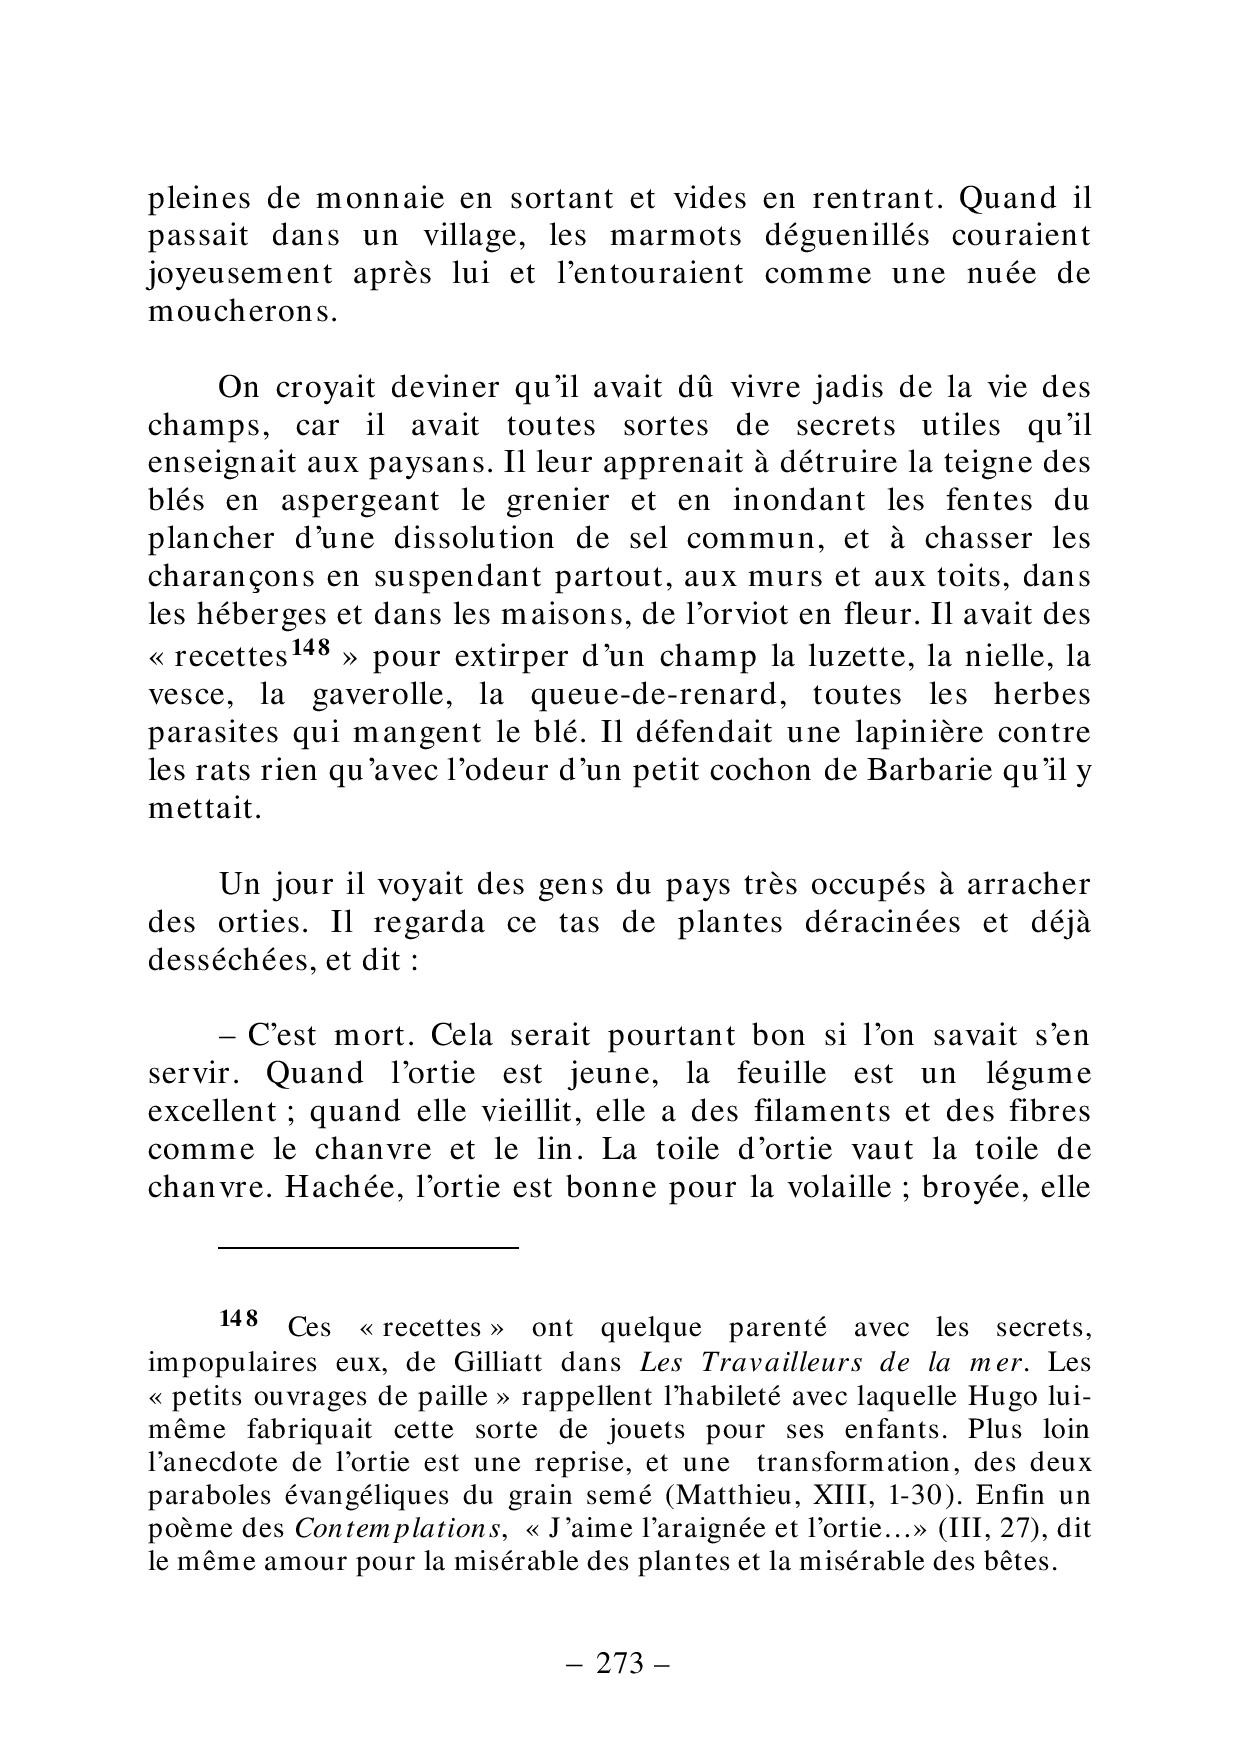 pleines de monnaie en sortant et vides en rentrant. Quand il
passait dans un village, les marmots déguenillés couraient
joyeusement après lui et l’entouraient comme une nuée de
moucherons.
On croyait deviner qu’il avait dû vivre jadis de la vie des
champs, car il avait toutes sortes de secrets utiles qu’il
enseignait aux paysans. Il leur apprenait à détruire la teigne des
blés en aspergeant le grenier et en inondant les fentes du
plancher d’une dissolution de sel commun, et à chasser les
charançons en suspendant partout, aux murs et aux toits, dans
les héberges et dans les maisons, de l’orviot en fleur. Il avait des
« recettes148 » pour extirper d’un champ la luzette, la nielle, la
vesce, la gaverolle, la queue-de-renard, toutes les herbes
parasites qui mangent le blé. Il défendait une lapinière contre
les rats rien qu’avec l’odeur d’un petit cochon de Barbarie qu’il y
mettait.
Un jour il voyait des gens du pays très occupés à arracher
des orties. Il regarda ce tas de plantes déracinées et déjà
desséchées, et dit :
– C’est mort. Cela serait pourtant bon si l’on savait s’en
servir. Quand l’ortie est jeune, la feuille est un légume
excellent ; quand elle vieillit, elle a des filaments et des fibres
comme le chanvre et le lin. La toile d’ortie vaut la toile de
chanvre. Hachée, l’ortie est bonne pour la volaille ; broyée, elle
148 Ces « recettes » ont quelque parenté avec les secrets,
impopulaires eux, de Gilliatt dans Les Travailleurs de la mer. Les
« petits ouvrages de paille » rappellent l’habileté avec laquelle Hugo lui-
même fabriquait cette sorte de jouets pour ses enfants. Plus loin
l’anecdote de l’ortie est une reprise, et une transformation, des deux
paraboles évangéliques du grain semé (Matthieu, XIII, 1-30). Enfin un
poème des Contemplations, « J’aime l’araignée et l’ortie…» (III, 27), dit
le même amour pour la misérable des plantes et la misérable des bêtes.
– 273 –